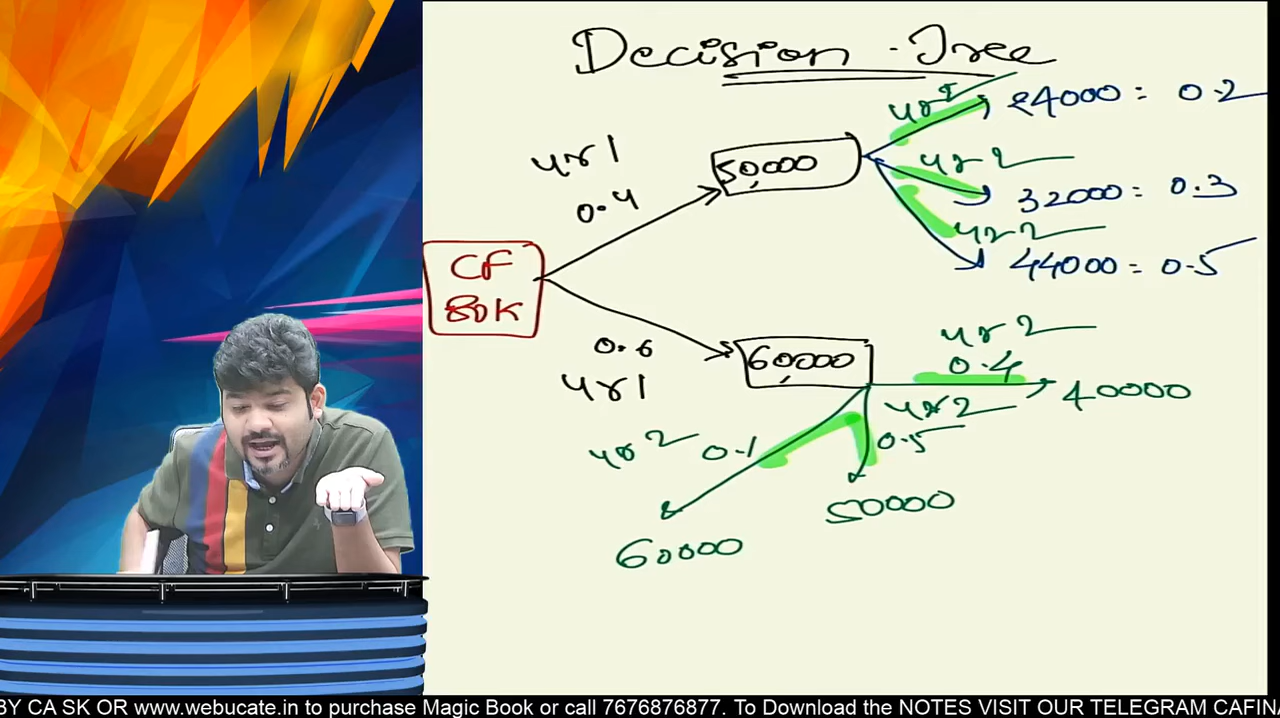 Decision-Tree
yr 2 24000 = 0.2
yr 1 50,000 yr 2
0.4 32000 = 0.3
yr 2
CF 44000 = 0.5
80K
0.6 60,000 yr 2
0.4 40000
yr 1 yr 2
yr 2 0.1 0.5
50000
60000
BY CA SK OR www.webucate.in to purchase Magic Book or call 7676876877. To Download the NOTES VISIT OUR TELEGRAM CAFINA